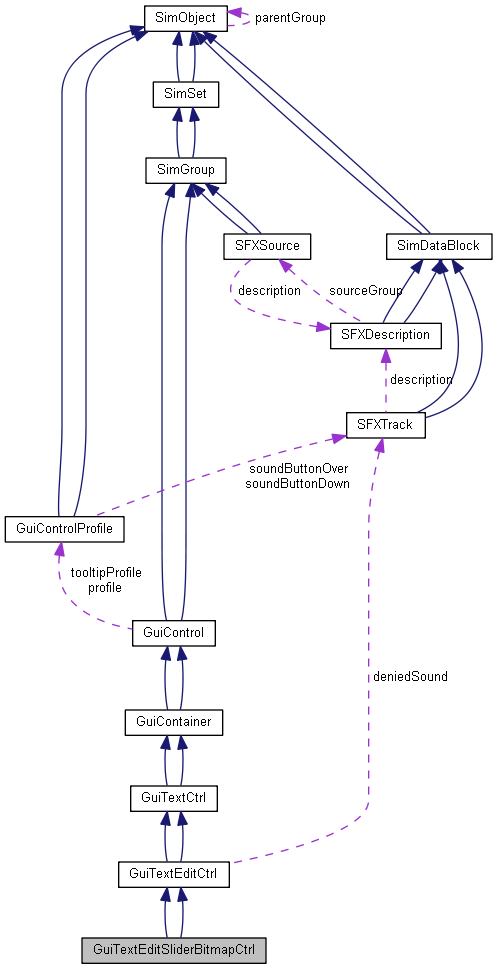 SimObject
parentGroup
SimSet
SimGroup
SFXSource
SimDataBlock
description
sourceGroup
SFXDescription
description
SFXTrack
soundButtonOver
soundButtonDown
GuiControlProfile
tooltipProfile
profile
GuiControl
deniedSound
GuiContainer
GuiTextCtrl
GuiTextEditCtrl
GuiTextEditSliderBitmapCtrl